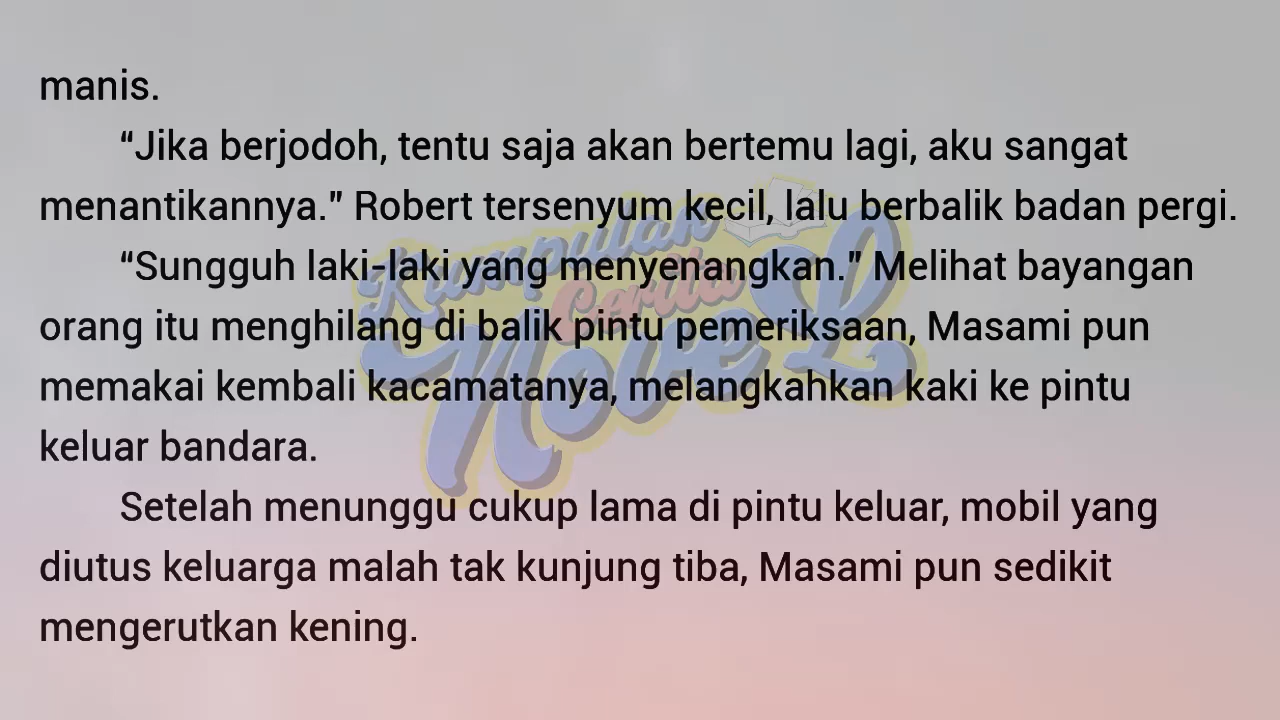 manis.
“Jika berjodoh, tentu saja akan bertemu lagi, aku sangat
menantikannya." Robert tersenyum kecil, lalu berbalik badan pergi.
“Sungguh laki-laki yang menyenangkan." Melihat bayangan
orang itu menghilang di balik pintu pemeriksaan, Masami pun
memakai kembali kacamatanya, melangkahkan kaki ke pintu
keluar bandara.
Setelah menunggu cukup lama di pintu keluar, mobil yang
diutus keluarga malah tak kunjung tiba, Masami pun sedikit
mengerutkan kening.
Kumpulan
Cerita
Novel